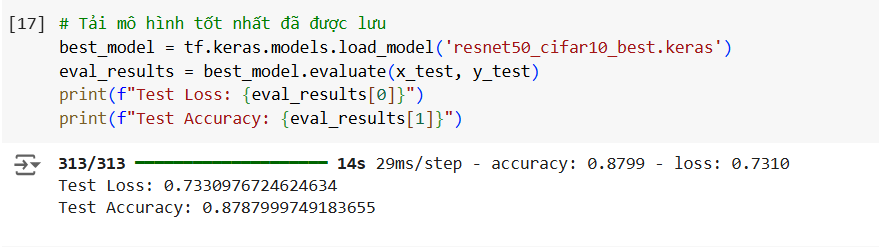 [17] # Tải mô hình tốt nhất đã được lưu
best_model = tf.keras.models.load_model('resnet50_cifar10_best.keras')
eval_results = best_model.evaluate(x_test, y_test)
print(f"Test Loss: {eval_results[0]}")
print(f"Test Accuracy: {eval_results[1]}")
313/313 ━━━━━━━━━━━━━━━━━━━━ 14s 29ms/step - accuracy: 0.8799 - loss: 0.7310
Test Loss: 0.7330976724624634
Test Accuracy: 0.8787999749183655